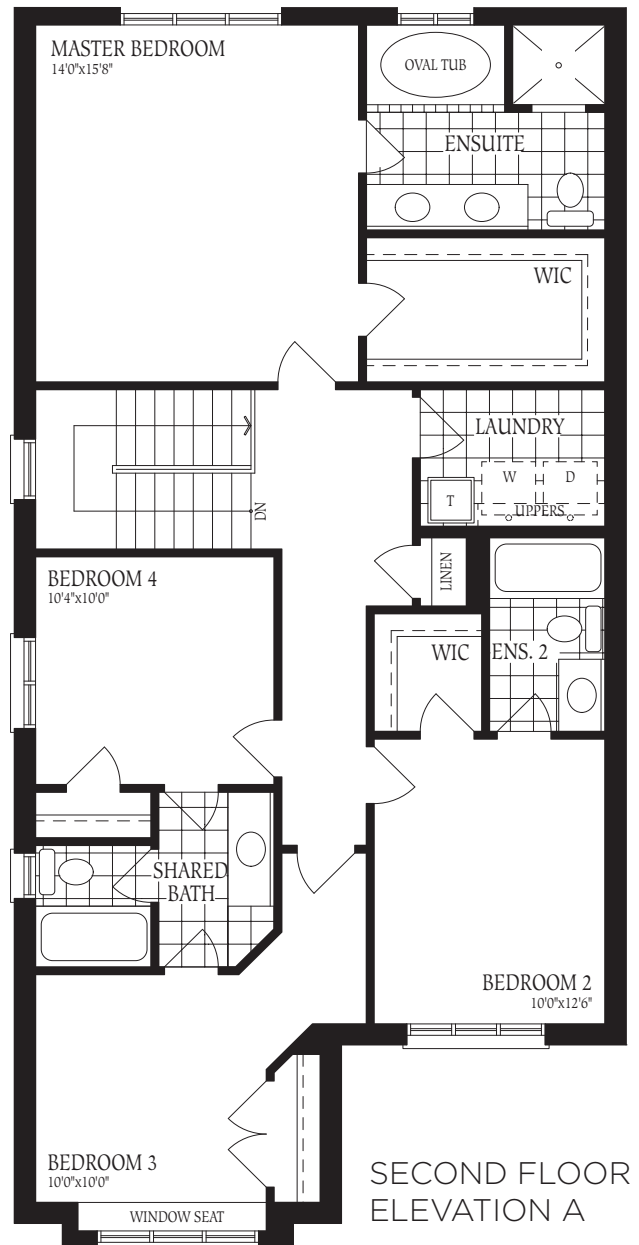 MASTER BEDROOM
14'0"x15'8"
OVAL TUB
ENSUITE
WIC
LAUNDRY
W
D
T
UPPERS
DN
LINEN
BEDROOM 4
10'4"x10'0"
WIC
ENS. 2
SHARED
BATH
BEDROOM 2
10'0"x12'6"
BEDROOM 3
10'0"x10'0"
WINDOW SEAT
SECOND FLOOR
ELEVATION A